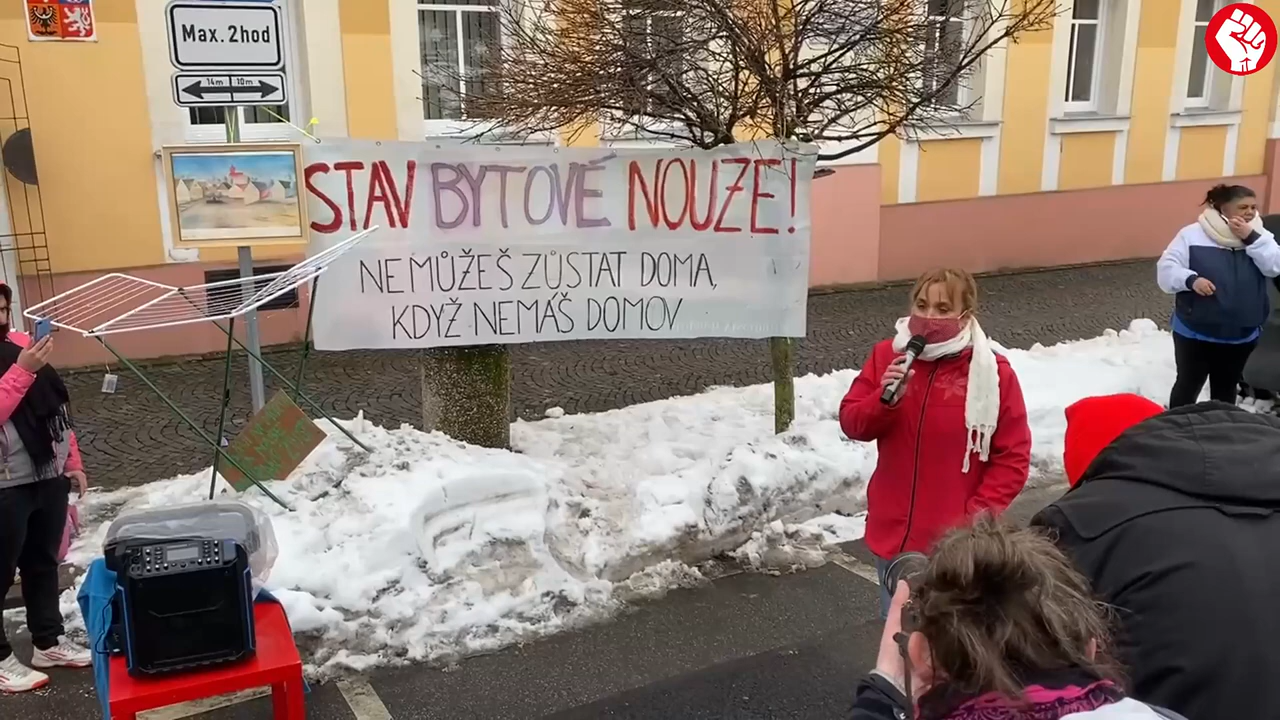 Max. 2hod
14m 10m
STAV BYTOVÉ NOUZE!
NEMŮŽEŠ ZŮSTAT DOMA,
KDYŽ NEMÁŠ DOMOV